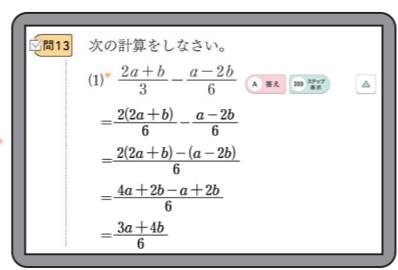 問13 次の計算をしなさい。
(1) (2a+b)/3 − (a−2b)/6 A 答え ステップ表示
= 2(2a+b)/6 − (a−2b)/6
= (2(2a+b)−(a−2b))/6
= (4a+2b−a+2b)/6
= (3a+4b)/6